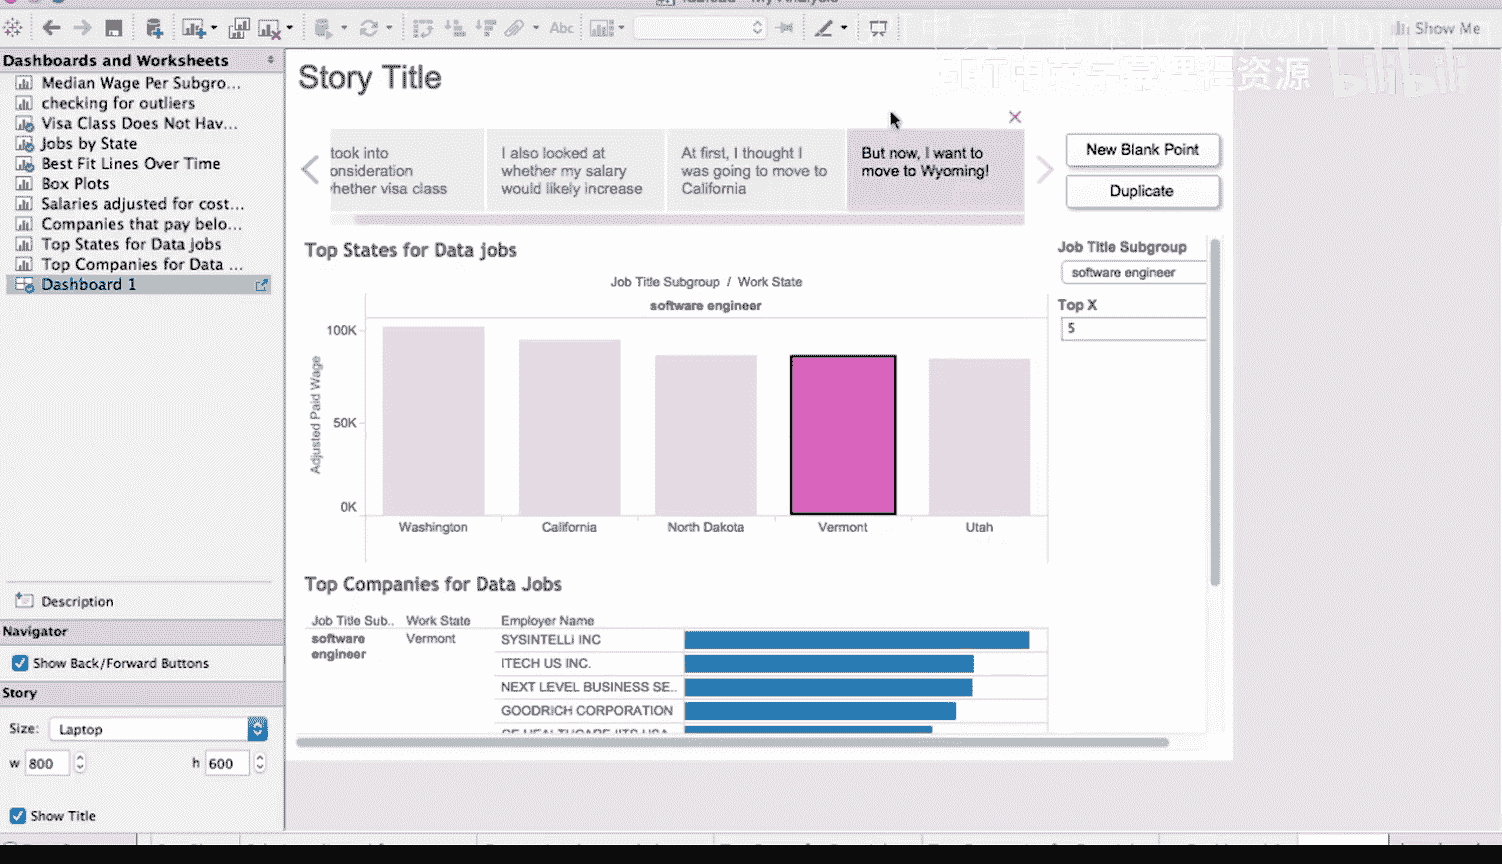 Abc
Show Me
Dashboards and Worksheets
Median Wage Per Subgro...
checking for outliers
Visa Class Does Not Hav...
Jobs by State
Best Fit Lines Over Time
Box Plots
Salaries adjusted for cost...
Companies that pay belo...
Top States for Data jobs
Top Companies for Data ...
Dashboard 1
Description
Navigator
Show Back/Forward Buttons
Story
Size: Laptop
w 800 h 600
Show Title
Story Title
took into
onsideration
hether visa class
I also looked at
whether my salary
would likely increase
At first, I thought I
was going to move to
California
But now, I want to
move to Wyoming!
New Blank Point
Duplicate
Top States for Data jobs
Job Title Subgroup / Work State
software engineer
Adjusted Paid Wage
100K
50K
0K
Washington California North Dakota Vermont Utah
Job Title Subgroup
software engineer
Top X
5
Top Companies for Data Jobs
Job Title Sub.. Work State Employer Name
software engineer Vermont SYSINTELLI INC
ITECH US INC.
NEXT LEVEL BUSINESS SE..
GOODRICH CORPORATION
bilibili